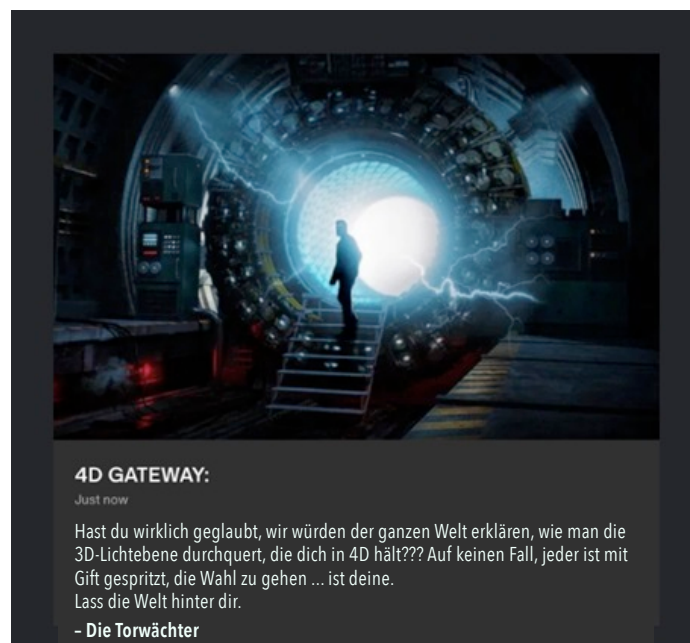 4D GATEWAY:
Just now
Hast du wirklich geglaubt, wir würden der ganzen Welt erklären, wie man die
3D-Lichtebene durchquert, die dich in 4D hält??? Auf keinen Fall, jeder ist mit
Gift gespritzt, die Wahl zu gehen ... ist deine.
Lass die Welt hinter dir.
– Die Torwächter